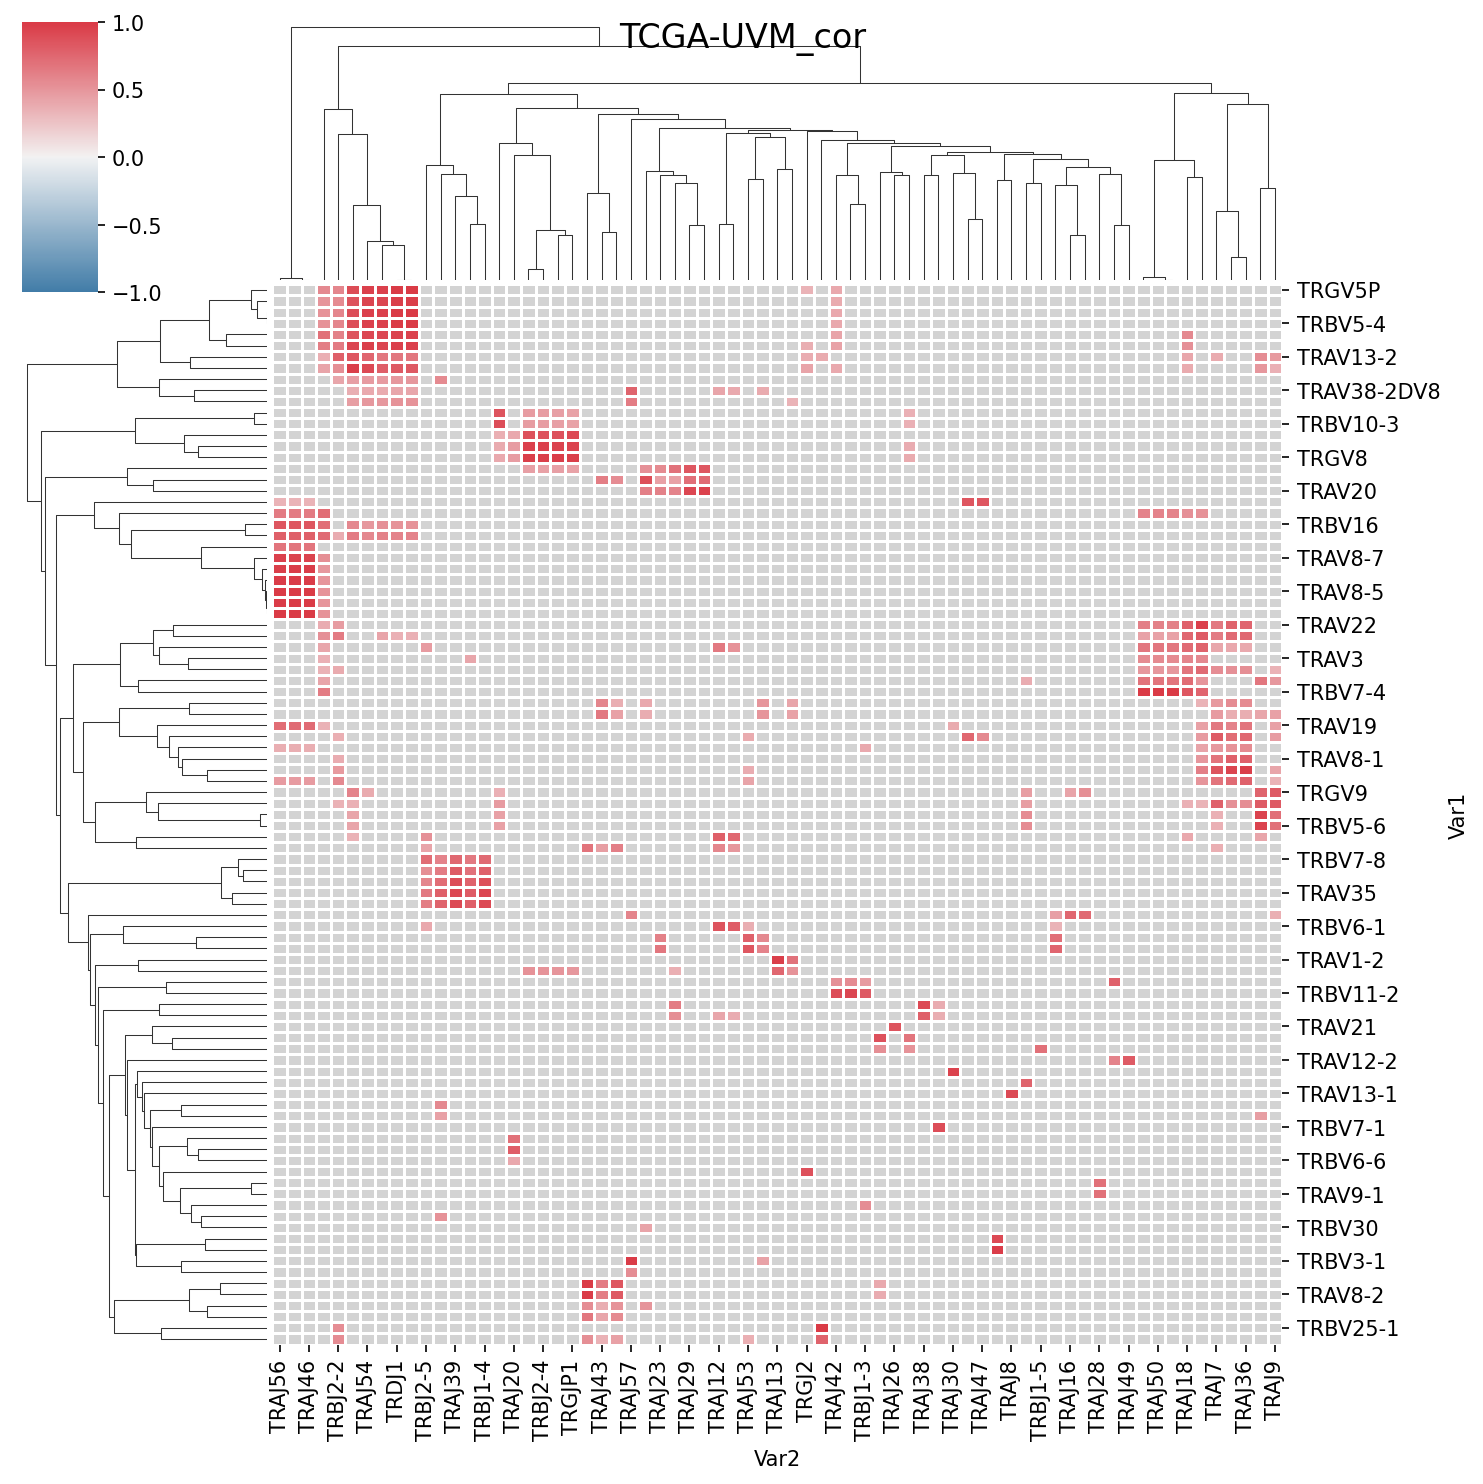 TCGA-UVM_cor
1.0
0.5
0.0
−0.5
−1.0
TRGV5P
TRBV5-4
TRAV13-2
TRAV38-2DV8
TRBV10-3
TRGV8
TRAV20
TRBV16
TRAV8-7
TRAV8-5
TRAV22
TRAV3
TRBV7-4
TRAV19
TRAV8-1
TRGV9
TRBV5-6
TRBV7-8
TRAV35
TRBV6-1
TRAV1-2
TRBV11-2
TRAV21
TRAV12-2
TRAV13-1
TRBV7-1
TRBV6-6
TRAV9-1
TRBV30
TRBV3-1
TRAV8-2
TRBV25-1
Var1
TRAJ56
TRAJ46
TRBJ2-2
TRAJ54
TRDJ1
TRBJ2-5
TRAJ39
TRBJ1-4
TRAJ20
TRBJ2-4
TRGJP1
TRAJ43
TRAJ57
TRAJ23
TRAJ29
TRAJ12
TRAJ53
TRAJ13
TRGJ2
TRAJ42
TRBJ1-3
TRAJ26
TRAJ38
TRAJ30
TRAJ47
TRAJ8
TRBJ1-5
TRAJ16
TRAJ28
TRAJ49
TRAJ50
TRAJ18
TRAJ7
TRAJ36
TRAJ9
Var2